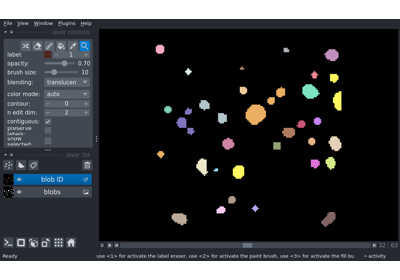 File View Window Plugins Help
layer controls
label: 1
opacity: 0.70
brush size: 10
blending: translucen
color mode: auto
contour: 0
n edit dim: 2
contiguous:
preserve labels:
show selected:
layer list
blob ID
blobs
32 63
Ready
use <1> for activate the label eraser, use <2> for activate the paint brush, use <3> for activate the fill bu
activity